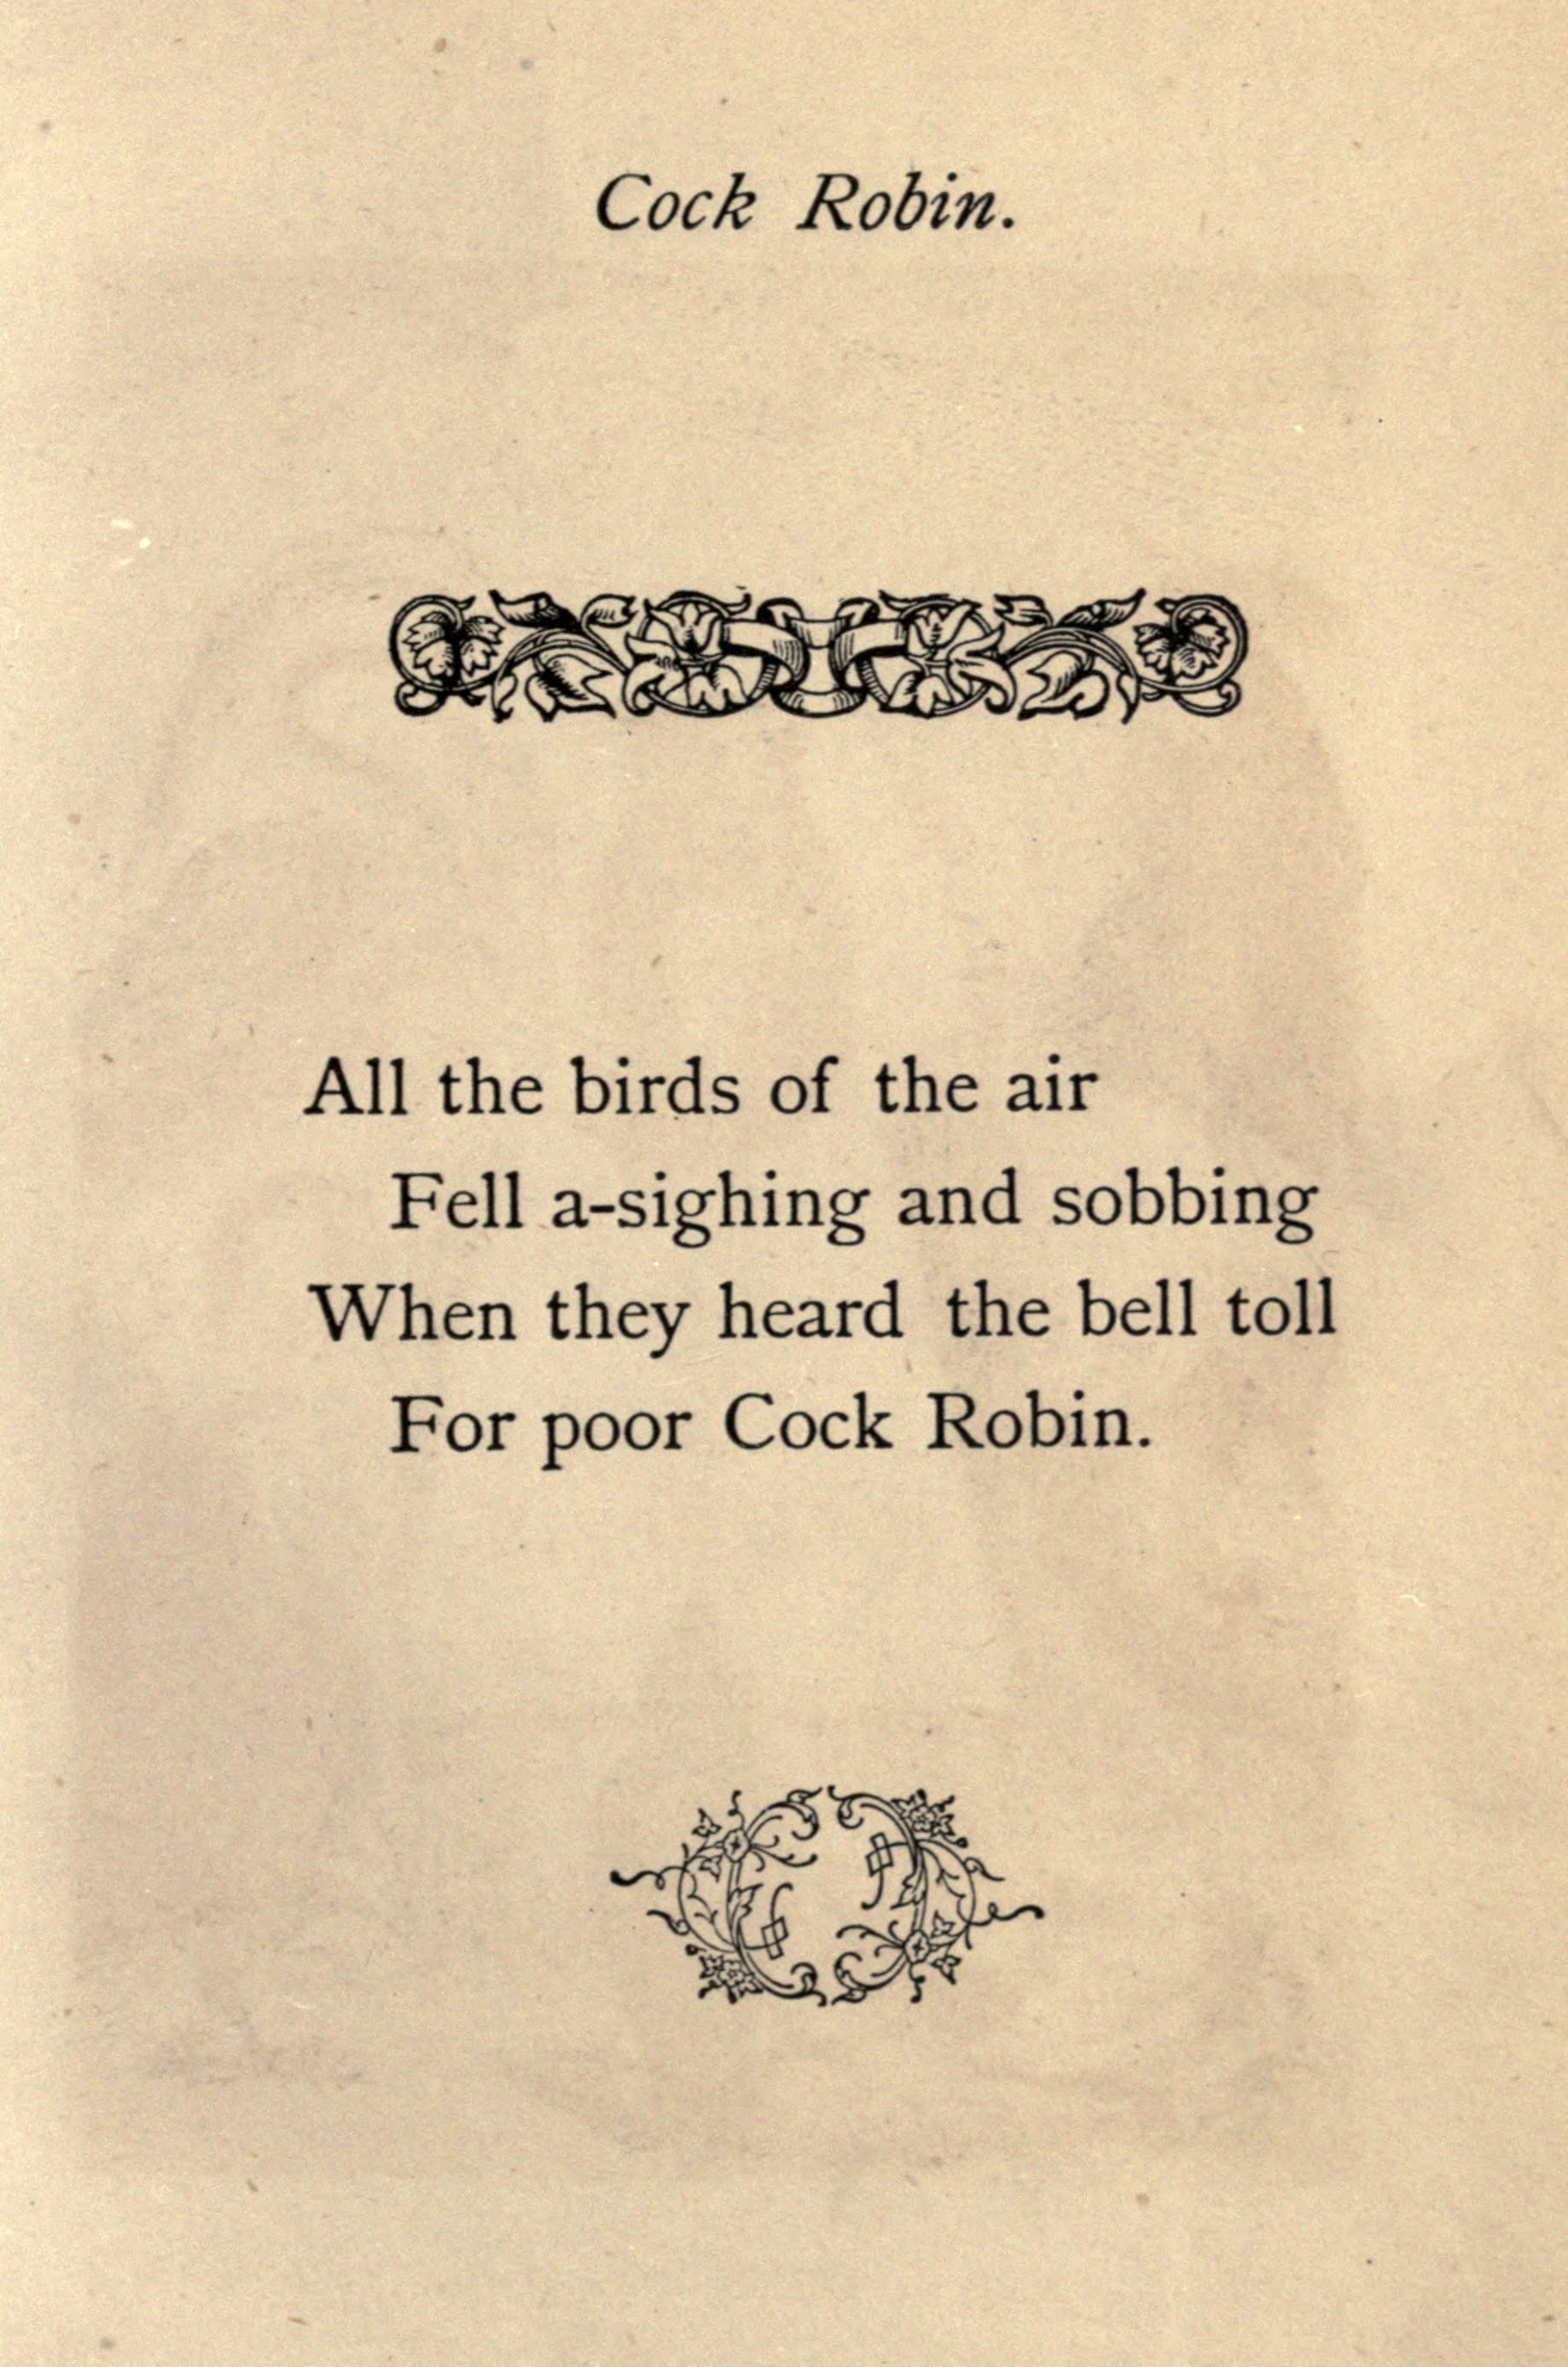 Cock Robin.
All the birds of the air
Fell a-sighing and sobbing
When they heard the bell toll
For poor Cock Robin.